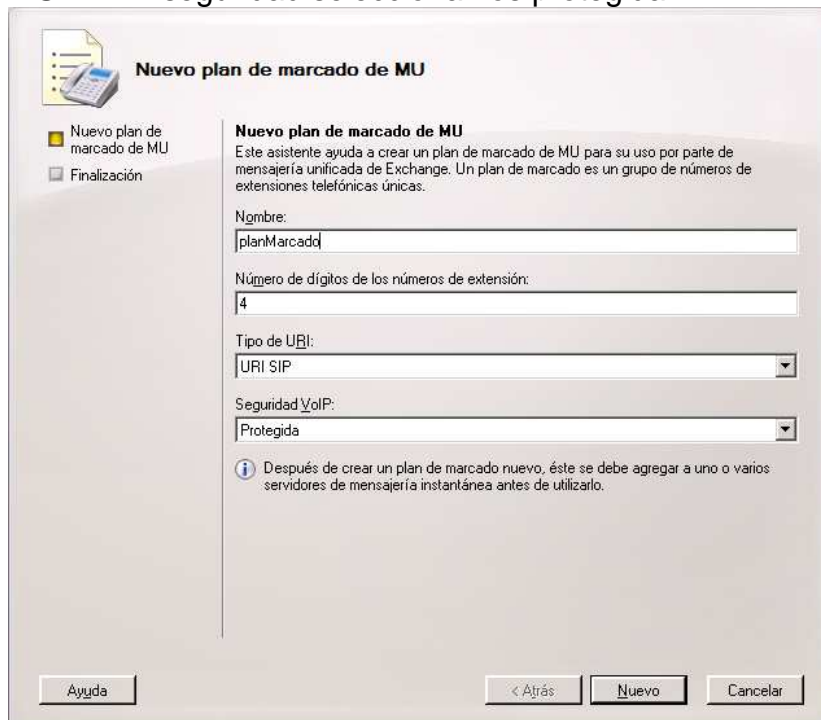 seguridad seleccionamos protegida
Nuevo plan de marcado de MU
Nuevo plan de
marcado de MU
Finalización
Nuevo plan de marcado de MU
Este asistente ayuda a crear un plan de marcado de MU para su uso por parte de
mensajería unificada de Exchange. Un plan de marcado es un grupo de números de
extensiones telefónicas únicas.
Nombre:
planMarcado
Número de dígitos de los números de extensión:
4
Tipo de URI:
URI SIP
Seguridad VoIP:
Protegida
Después de crear un plan de marcado nuevo, éste se debe agregar a uno o varios
servidores de mensajería instantánea antes de utilizarlo.
Ayuda
< Atrás
Nuevo
Cancelar